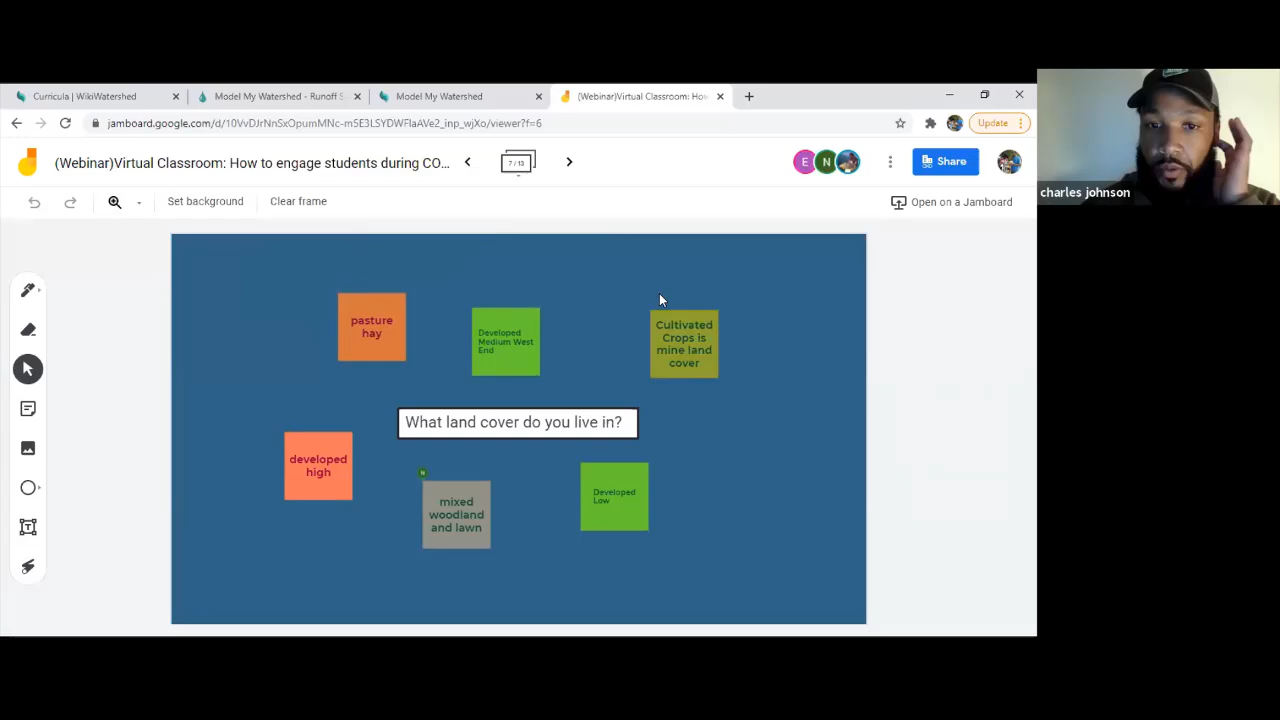 Curricula | WikiWatershed
Model My Watershed - Runoff S
Model My Watershed
(Webinar)Virtual Classroom: How
jamboard.google.com/d/10VvDJrNnSxOpumMNc-m5E3LSYDWFlaAVe2_inp_wjXo/viewer?f=6
Update
(Webinar)Virtual Classroom: How to engage students during CO...
7 / 13
E
N
Share
Set background
Clear frame
Open on a Jamboard
charles johnson
pasture
hay
Developed
Medium West
End
Cultivated
Crops is
mine land
cover
What land cover do you live in?
developed
high
N
mixed
woodland
and lawn
Developed
Low